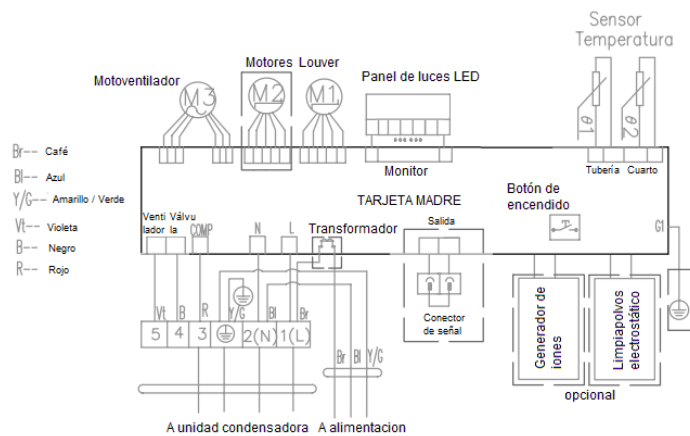 Sensor
Temperatura
Motoventilador
Motores Louver
Panel de luces LED
M3
M2
M1
θ1
θ2
Br-- Café
Bl-- Azul
Y/G-- Amarillo / Verde
Vt-- Violeta
B-- Negro
R-- Rojo
Monitor
Tubería
Cuarto
TARJETA MADRE
Botón de
encendido
Venti
lador
Válvu
la
COMP
N
L
Transformador
Salida
G1
Conector
de señal
Generador de
iones
Limpiapolvos
electrostático
opcional
Vt
B
R
Y/G
Bl
Br
5
4
3
2(N)
1(L)
Br
Bl
Y/G
A unidad condensadora
A alimentacion